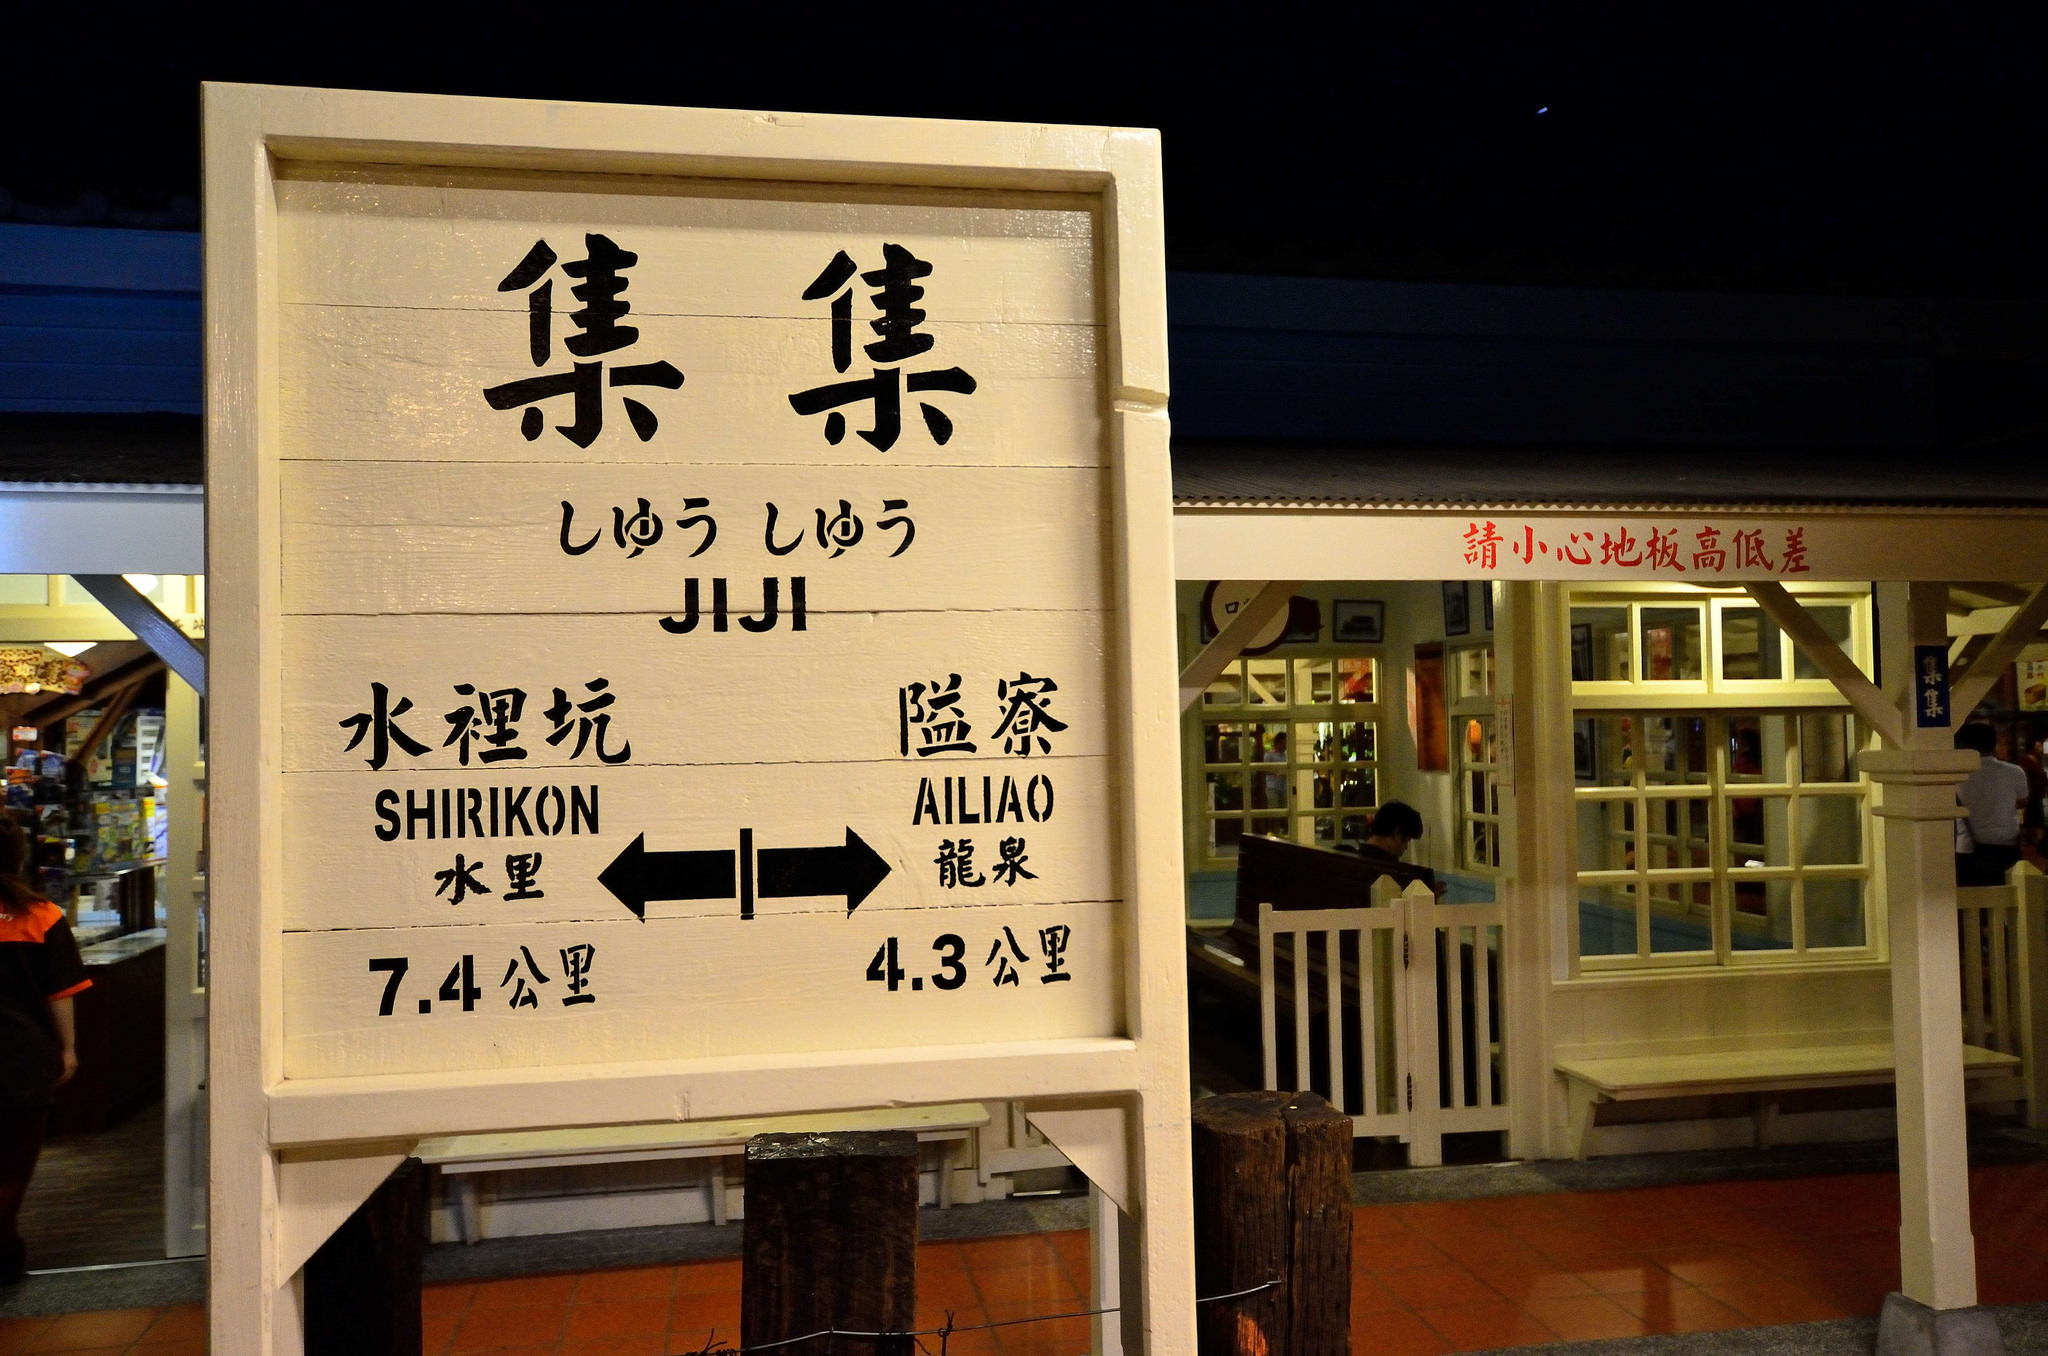 集集
しゆう しゆう
JIJI
水裡坑 隘寮
SHIRIKON AILIAO
水里 龍泉
7.4公里 4.3公里
請小心地板高低差
集集